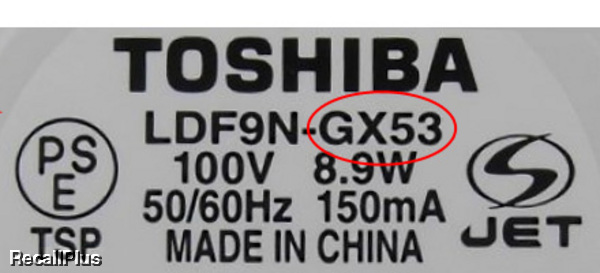 TOSHIBA
LDF9N-GX53
100V 8.9W
50/60Hz 150mA
MADE IN CHINA
PS
E
TSP
JET
RecallPlus